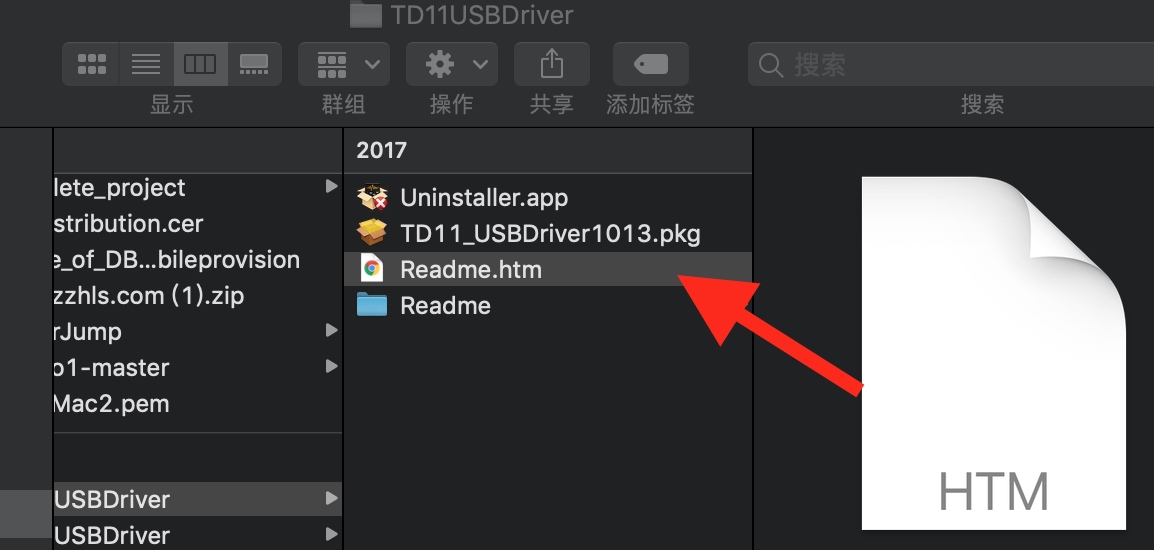 TD11USBDriver
搜索
显示
群组
操作
共享
添加标签
搜索
lete_project
stribution.cer
e_of_DB...bileprovision
zzhls.com (1).zip
rJump
o1-master
Mac2.pem
USBDriver
USBDriver
2017
Uninstaller.app
TD11_USBDriver1013.pkg
Readme.htm
Readme
HTM